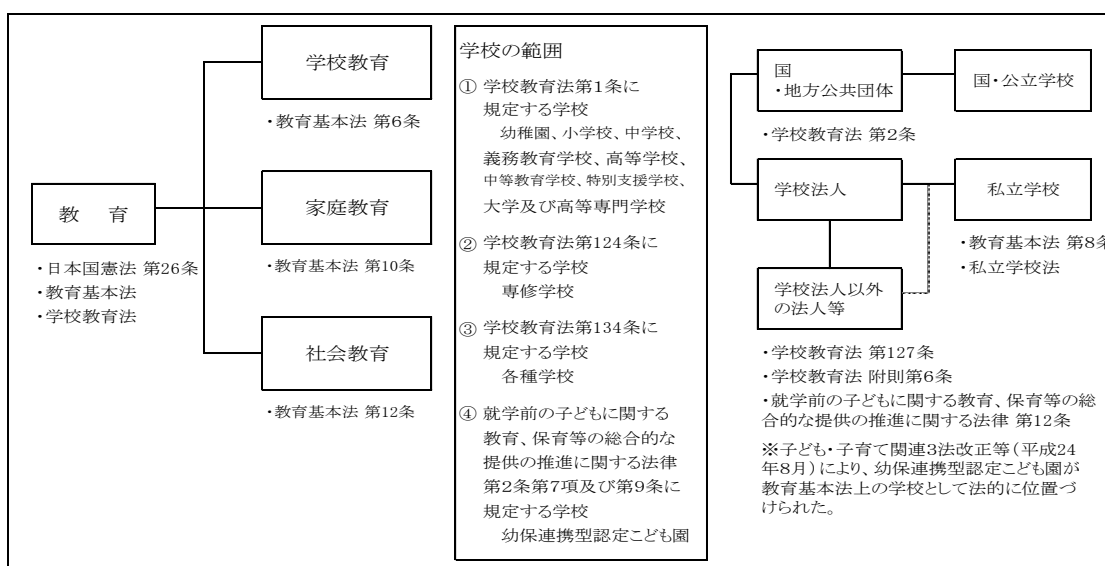 教　育
・日本国憲法 第26条
・教育基本法
・学校教育法
学校教育
・教育基本法 第6条
家庭教育
・教育基本法 第10条
社会教育
・教育基本法 第12条
学校の範囲
① 学校教育法第1条に
規定する学校
幼稚園、小学校、中学校、
義務教育学校、高等学校、
中等教育学校、特別支援学校、
大学及び高等専門学校
② 学校教育法第124条に
規定する学校
専修学校
③ 学校教育法第134条に
規定する学校
各種学校
④ 就学前の子どもに関する
教育、保育等の総合的な
提供の推進に関する法律
第2条第7項及び第9条に
規定する学校
幼保連携型認定こども園
国
・地方公共団体
国・公立学校
・学校教育法 第2条
学校法人
私立学校
・教育基本法 第8条
・私立学校法
学校法人以外
の法人等
・学校教育法 第127条
・学校教育法 附則第6条
・就学前の子どもに関する教育、保育等の総
合的な提供の推進に関する法律 第12条
※子ども・子育て関連3法改正等(平成24
年8月)により、幼保連携型認定こども園が
教育基本法上の学校として法的に位置づ
けられた。